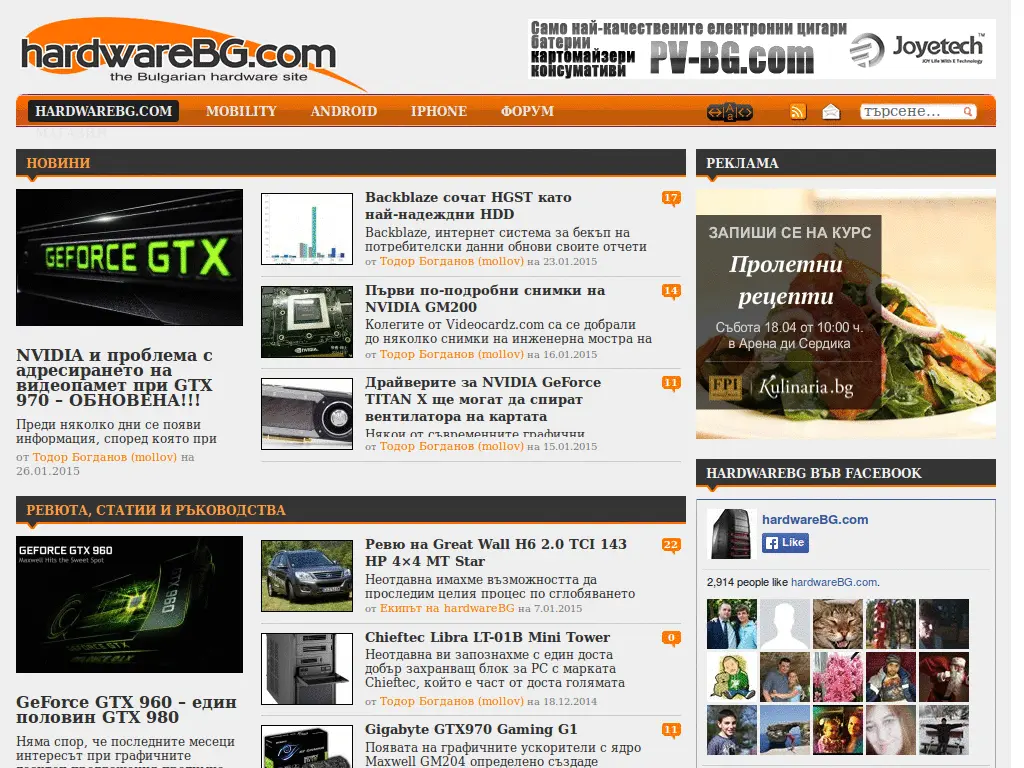 hardwareBG.com
the Bulgarian hardware site
Само най-качествените електронни цигари
батерии
картомайзери
консумативи
PV-BG.com
Joyetech™
JOY Life With E Technology
HARDWAREBG.COM
MOBILITY
ANDROID
IPHONE
ФОРУМ
търсене...
НОВИНИ
GEFORCE GTX
NVIDIA и проблема с
адресирането на
видеопамет при GTX
970 – ОБНОВЕНА!!!
Преди няколко дни се появи
информация, според която при
от Тодор Богданов (mollov) на
26.01.2015
Backblaze сочат HGST като
най-надеждни HDD
17
Backblaze, интернет система за бекъп на
потребителски данни обнови своите отчети
от Тодор Богданов (mollov) на 23.01.2015
Първи по-подробни снимки на
NVIDIA GM200
14
Колегите от Videocardz.com са се добрали
до няколко снимки на инженерна мостра на
от Тодор Богданов (mollov) на 16.01.2015
Драйверите за NVIDIA GeForce
TITAN X ще могат да спират
вентилатора на картата
11
Някои от съвременните графични
от Тодор Богданов (mollov) на 15.01.2015
РЕВЮТА, СТАТИИ И РЪКОВОДСТВА
GEFORCE GTX 960
Maxwell Hits the Sweet Spot
GeForce GTX 960 – един
половин GTX 980
Няма спор, че последните месеци
интересът при графичните
Ревю на Great Wall H6 2.0 TCI 143
HP 4×4 MT Star
22
Неотдавна имахме възможността да
проследим целия процес по сглобяването
от Екипът на hardwareBG на 7.01.2015
Chieftec Libra LT-01B Mini Tower
0
Неотдавна ви запознахме с един доста
добър захранващ блок за PC с марката
Chieftec, който е част от доста голямата
от Тодор Богданов (mollov) на 18.12.2014
Gigabyte GTX970 Gaming G1
11
Появата на графичните ускорители с ядро
Maxwell GM204 определено създаде
РЕКЛАМА
ЗАПИШИ СЕ НА КУРС
Пролетни
рецепти
Събота 18.04 от 10:00 ч.
в Арена ди Сердика
FPI
Kulinaria.bg
HARDWAREBG ВЪВ FACEBOOK
hardwareBG.com
Like
2,914 people like hardwareBG.com.